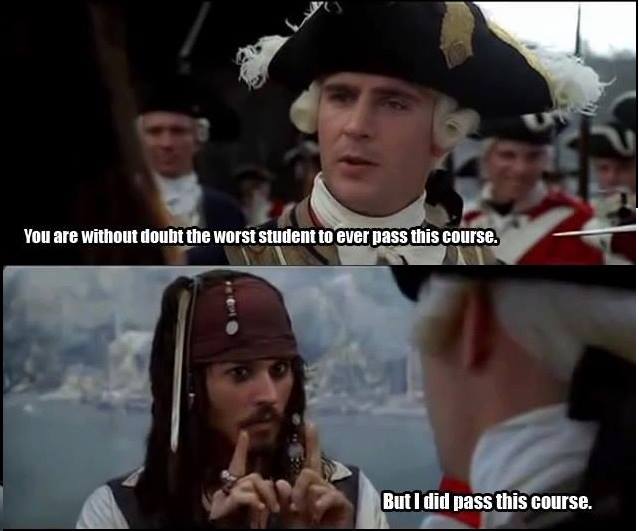 You are without doubt the worst student to ever pass this course.
But I did pass this course.